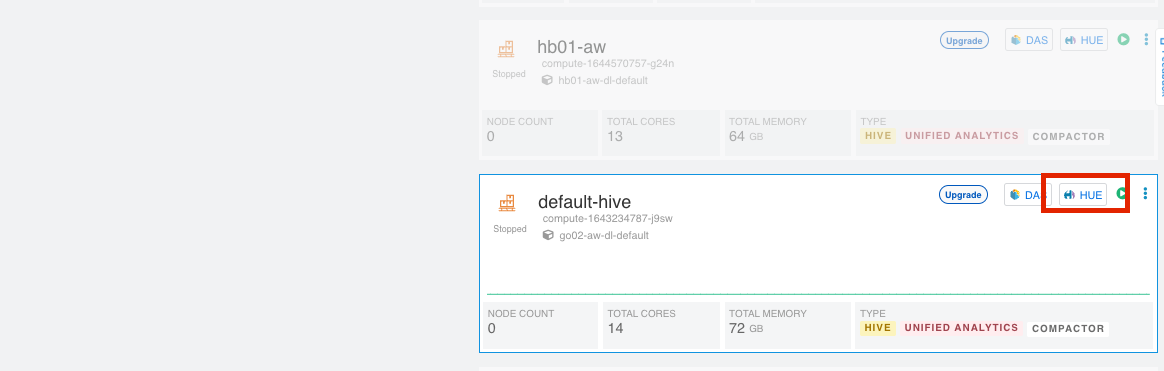 hb01-aw
Upgrade
DAS
HUE
compute-1644570757-g24n
Stopped
hb01-aw-dl-default
NODE COUNT
TOTAL CORES
TOTAL MEMORY
TYPE
0
13
64 GB
HIVE UNIFIED ANALYTICS COMPACTOR
default-hive
Upgrade
DAS
HUE
compute-1643234787-j9sw
Stopped
go02-aw-dl-default
NODE COUNT
TOTAL CORES
TOTAL MEMORY
TYPE
0
14
72 GB
HIVE UNIFIED ANALYTICS COMPACTOR